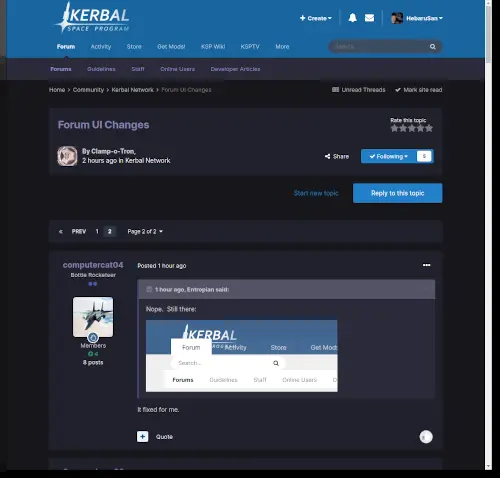 KERBAL
SPACE PROGRAM
+ Create
HebaruSan
Forum Activity Store Get Mods! KSP Wiki KSPTV More
Search...
Forums Guidelines Staff Online Users Developer Articles
Home > Community > Kerbal Network > Forum UI Changes
Unread Threads Mark site read
Forum UI Changes
Rate this topic
By Clamp-o-Tron,
2 hours ago in Kerbal Network
Share
Following
5
Start new topic
Reply to this topic
« PREV 1 2 Page 2 of 2
computercat04
Bottle Rocketeer
Members
4
8 posts
Posted 1 hour ago
1 hour ago, Entropian said:
Nope. Still there:
KERBAL
Forum Activity Store Get Mods
Search...
Forums Guidelines Staff Online Users D
It fixed for me.
+ Quote